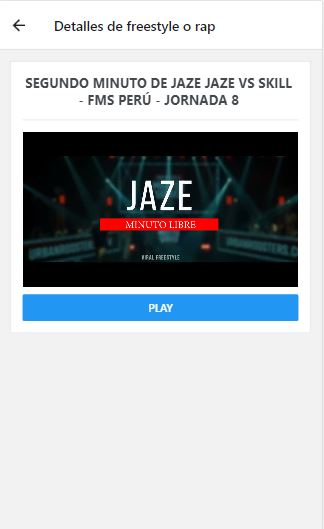 Detalles de freestyle o rap
SEGUNDO MINUTO DE JAZE JAZE VS SKILL
- FMS PERÚ - JORNADA 8
JAZE
MINUTO LIBRE
VIRAL FREESTYLE
PLAY